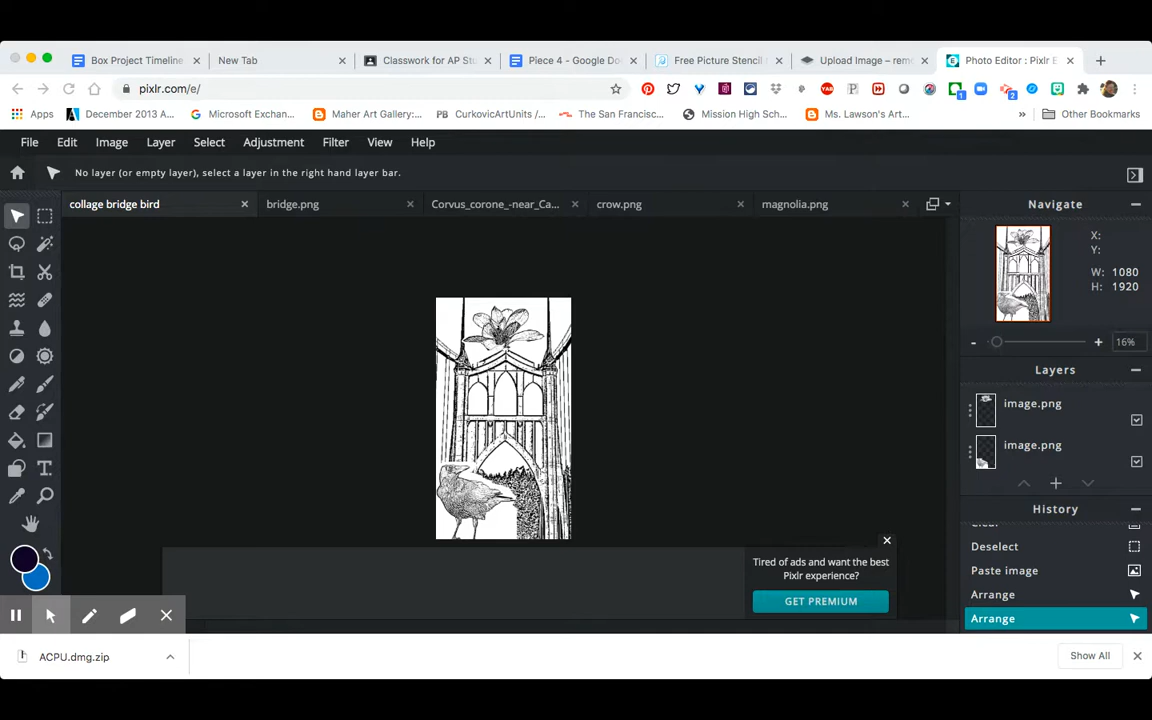 Box Project Timeline
New Tab
Classwork for AP Stu
Piece 4 - Google Doc
Free Picture Stencil
Upload Image – remo
Photo Editor : Pixlr E
pixlr.com/e/
Apps
December 2013 A...
Microsoft Exchan...
Maher Art Gallery:...
PB CurkovicArtUnits /...
The San Francisc...
Mission High Sch...
Ms. Lawson's Art...
Other Bookmarks
File Edit Image Layer Select Adjustment Filter View Help
No layer (or empty layer), select a layer in the right hand layer bar.
collage bridge bird
bridge.png
Corvus_corone_-near_Ca...
crow.png
magnolia.png
Navigate
X:
Y:
W: 1080
H: 1920
16%
Layers
image.png
image.png
History
Deselect
Paste image
Arrange
Arrange
Tired of ads and want the best
Pixlr experience?
GET PREMIUM
ACPU.dmg.zip
Show All